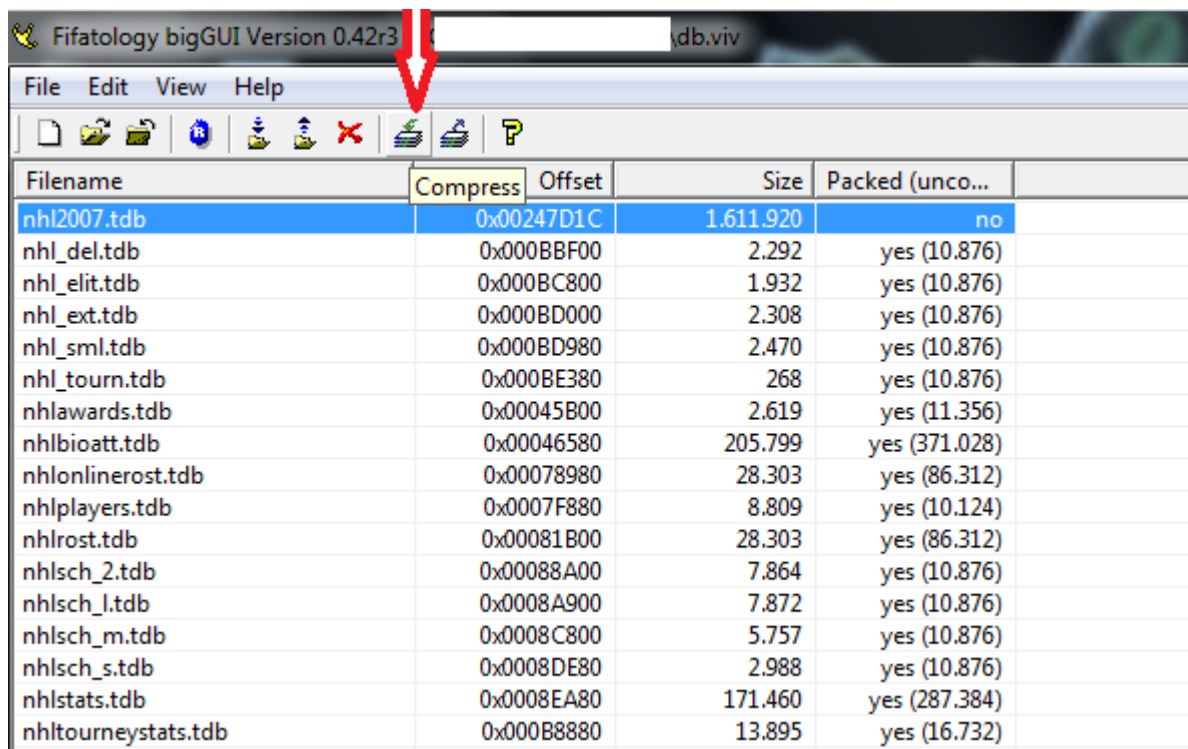 Fifatology bigGUI Version 0.42r3 \db.viv
File Edit View Help
Filename Offset Size Packed (unco...
Compress
nhl2007.tdb 0x00247D1C 1.611.920 no
nhl_del.tdb 0x000BBF00 2.292 yes (10.876)
nhl_elit.tdb 0x000BC800 1.932 yes (10.876)
nhl_ext.tdb 0x000BD000 2.308 yes (10.876)
nhl_sml.tdb 0x000BD980 2.470 yes (10.876)
nhl_tourn.tdb 0x000BE380 268 yes (10.876)
nhlawards.tdb 0x00045B00 2.619 yes (11.356)
nhlbioatt.tdb 0x00046580 205.799 yes (371.028)
nhlonlinerost.tdb 0x00078980 28.303 yes (86.312)
nhlplayers.tdb 0x0007F880 8.809 yes (10.124)
nhlrost.tdb 0x00081B00 28.303 yes (86.312)
nhlsch_2.tdb 0x00088A00 7.864 yes (10.876)
nhlsch_l.tdb 0x0008A900 7.872 yes (10.876)
nhlsch_m.tdb 0x0008C800 5.757 yes (10.876)
nhlsch_s.tdb 0x0008DE80 2.988 yes (10.876)
nhlstats.tdb 0x0008EA80 171.460 yes (287.384)
nhltourneystats.tdb 0x000B8880 13.895 yes (16.732)